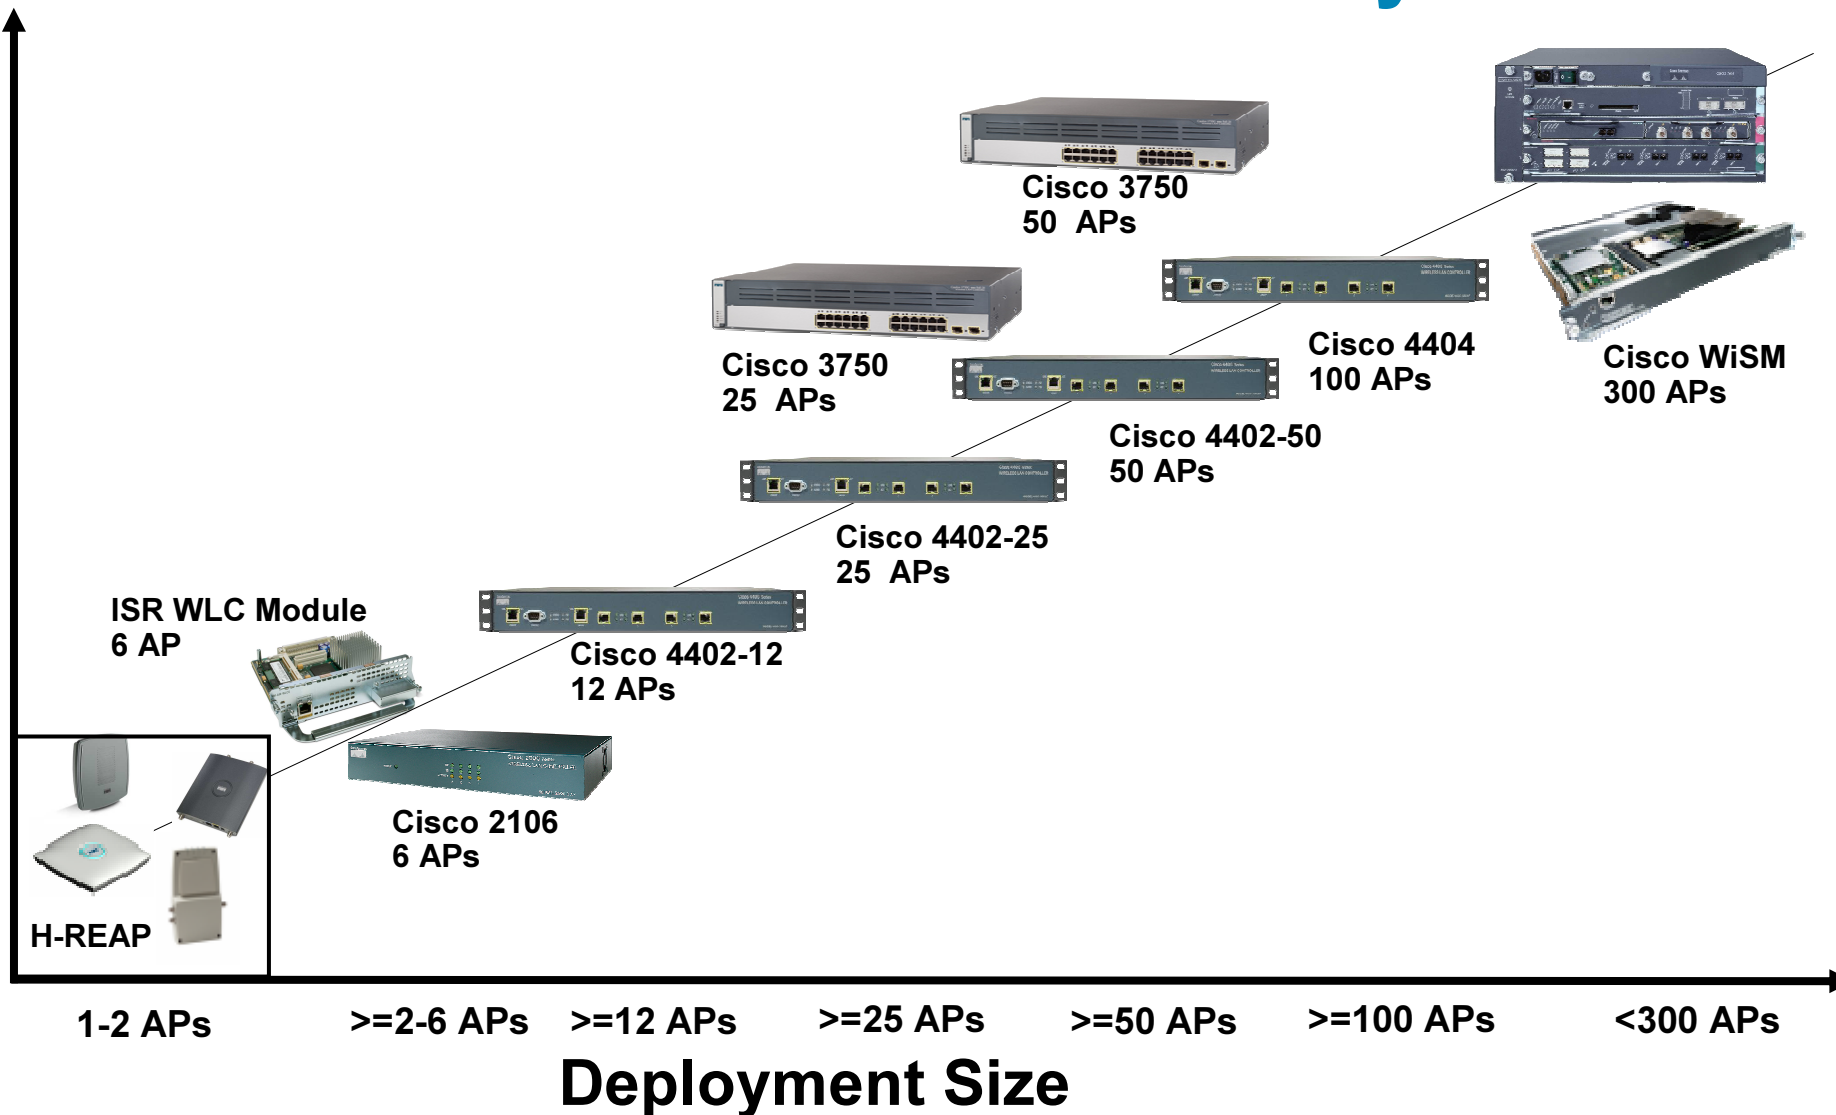 Cisco 3750
50 APs
Cisco 3750
25 APs
Cisco 4404
100 APs
Cisco WiSM
300 APs
Cisco 4402-50
50 APs
Cisco 4402-25
25 APs
ISR WLC Module
6 AP
Cisco 4402-12
12 APs
Cisco 2106
6 APs
H-REAP
1-2 APs
>=2-6 APs
>=12 APs
>=25 APs
>=50 APs
>=100 APs
<300 APs
Deployment Size